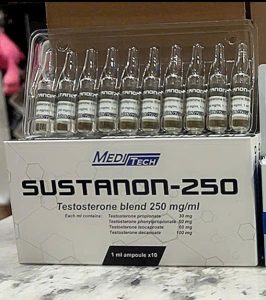 MEDITECH
SUSTANON-250
Testosterone blend 250 mg/ml
Each ml contains: Testosterone propionate 30 mg
Testosterone phenylpropionate 60 mg
Testosterone isocaproate 60 mg
Testosterone decanoate 100 mg
1 ml ampoule x10